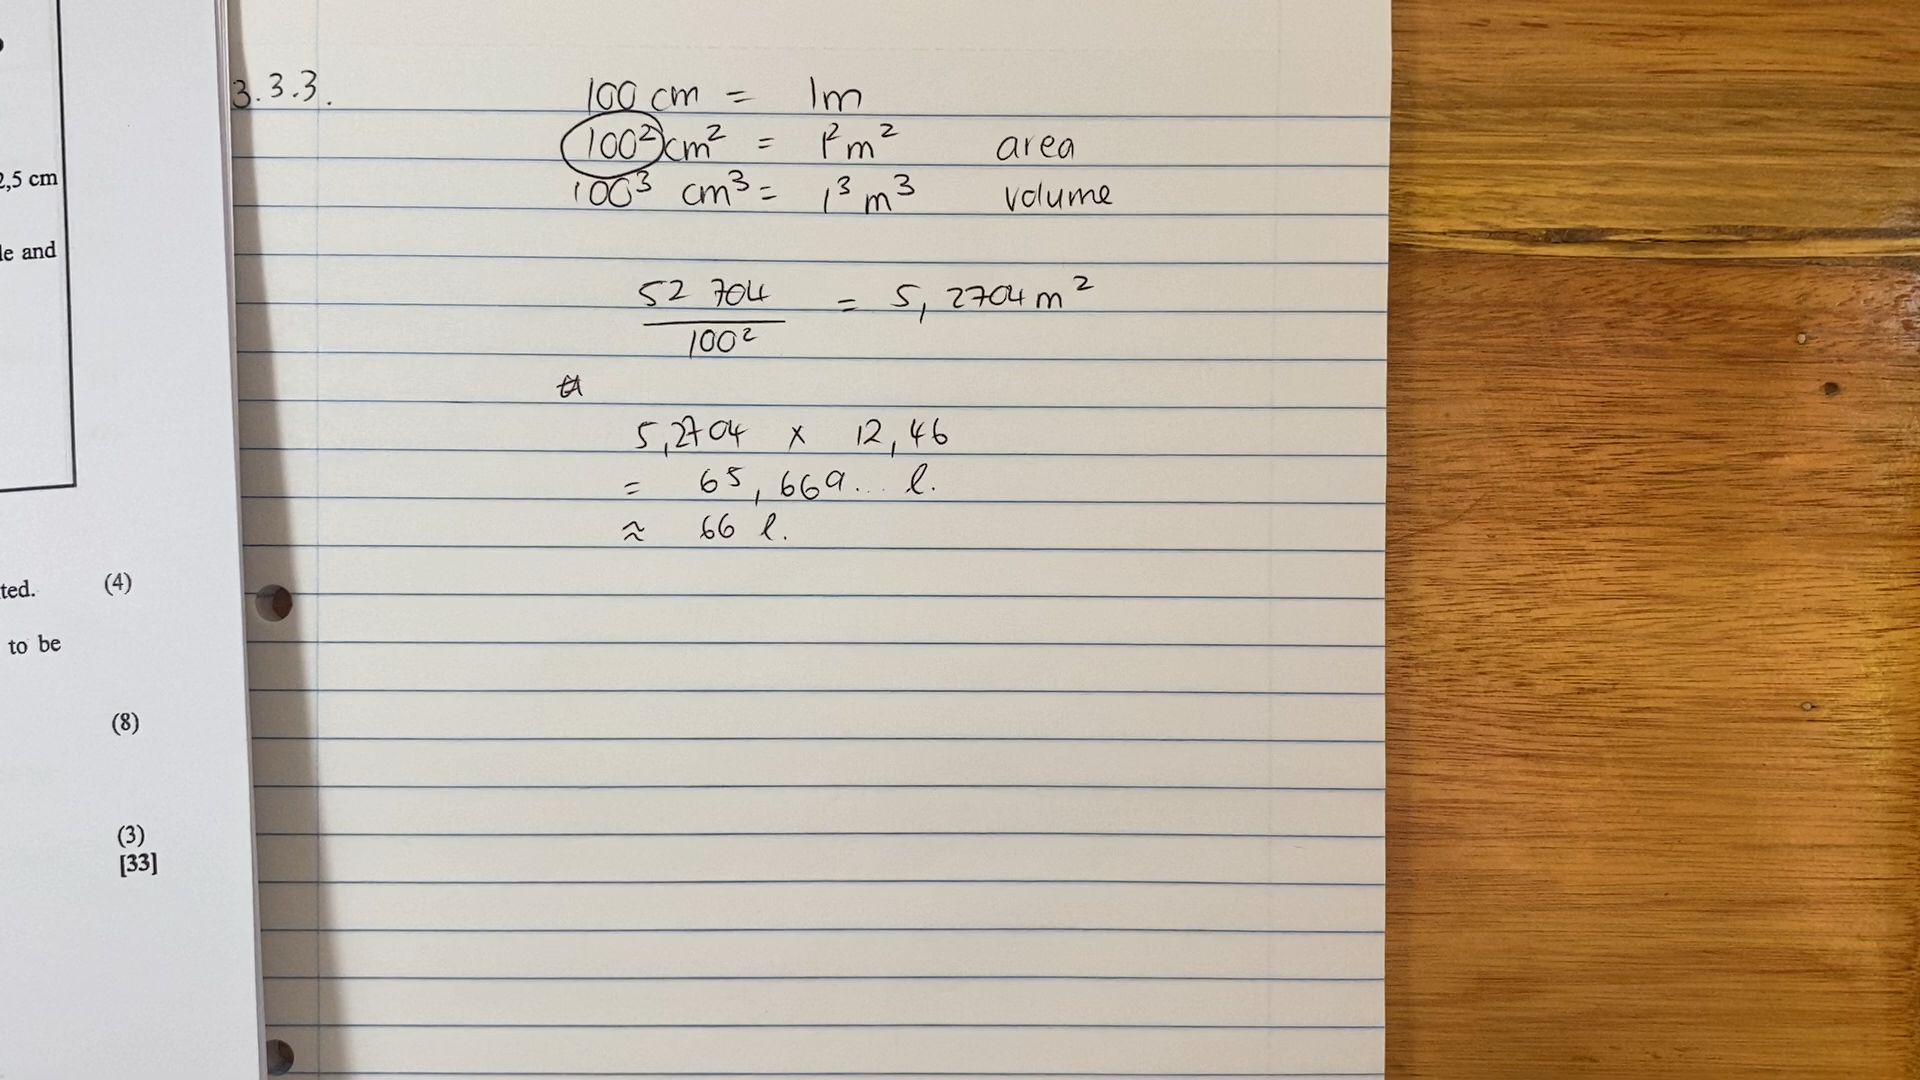 2,5 cm
le and
ted. (4)
to be
(8)
(3)
[33]
3.3.3.
100 cm = 1m
100² cm² = 1² m² area
100³ cm³ = 1³ m³ volume
52 704 / 100² = 5,2704 m²
5,2704 x 12,46
= 65,669... l.
≈ 66 l.